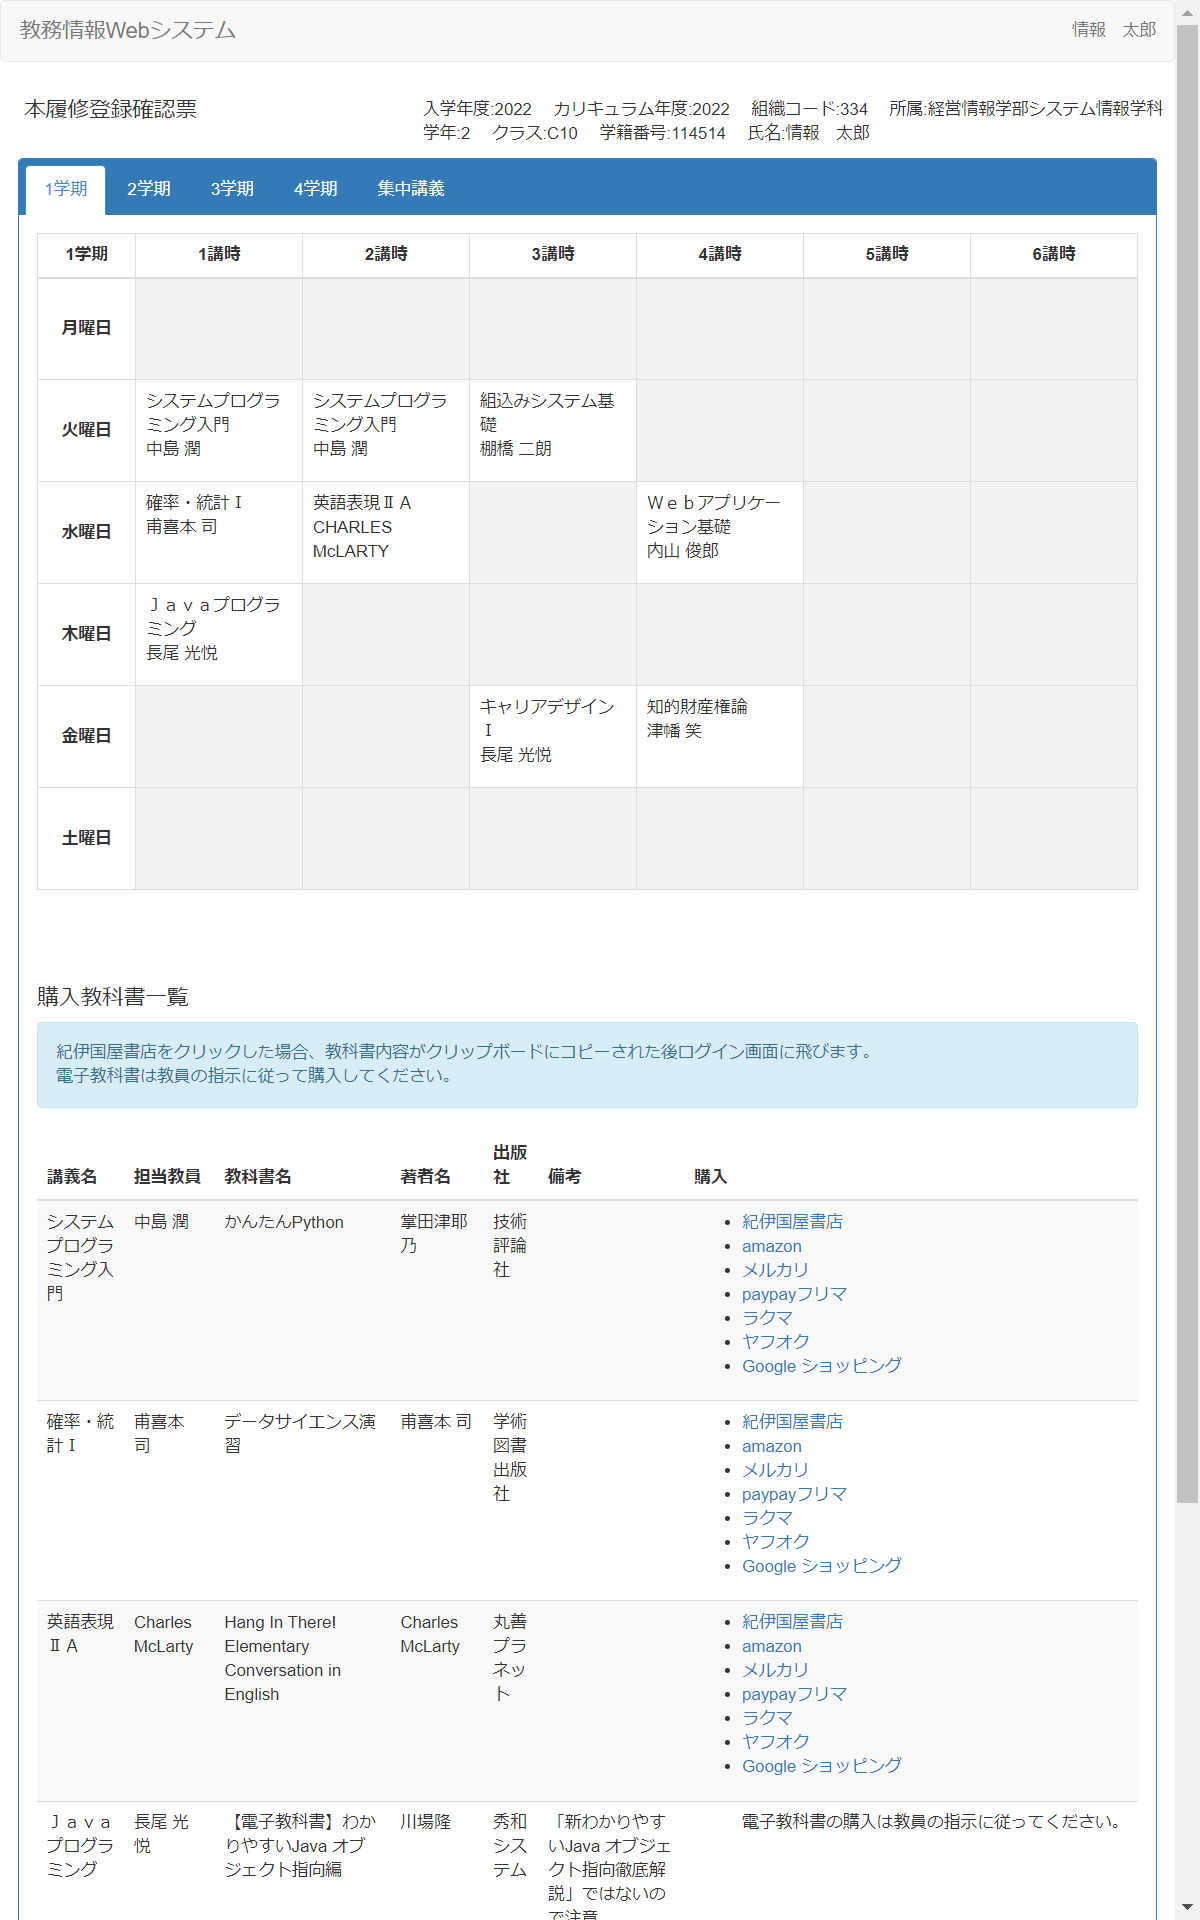 教務情報Webシステム
情報　太郎
本履修登録確認票
入学年度:2022　カリキュラム年度:2022　組織コード:334　所属:経営情報学部システム情報学科
学年:2　クラス:C10　学籍番号:114514　氏名:情報　太郎
1学期 2学期 3学期 4学期 集中講義
1学期 1講時 2講時 3講時 4講時 5講時 6講時
月曜日
火曜日
システムプログラ
ミング入門
中島 潤
システムプログラ
ミング入門
中島 潤
組込みシステム基
礎
棚橋 二朗
水曜日
確率・統計Ⅰ
甫喜本 司
英語表現ⅡＡ
CHARLES
McLARTY
Ｗｅｂアプリケー
ション基礎
内山 俊郎
木曜日
Ｊａｖａプログラ
ミング
長尾 光悦
金曜日
キャリアデザイン
Ⅰ
長尾 光悦
知的財産権論
津幡 笑
土曜日
購入教科書一覧
紀伊国屋書店をクリックした場合、教科書内容がクリップボードにコピーされた後ログイン画面に飛びます。
電子教科書は教員の指示に従って購入してください。
講義名 担当教員 教科書名 著者名
出版
社
備考 購入
システム
プログラ
ミング入
門
中島 潤
かんたんPython
掌田津耶
乃
技術
評論
社
紀伊国屋書店
amazon
メルカリ
paypayフリマ
ラクマ
ヤフオク
Google ショッピング
確率・統
計Ⅰ
甫喜本
司
データサイエンス演
習
甫喜本 司
学術
図書
出版
社
紀伊国屋書店
amazon
メルカリ
paypayフリマ
ラクマ
ヤフオク
Google ショッピング
英語表現
ⅡＡ
Charles
McLarty
Hang In There!
Elementary
Conversation in
English
Charles
McLarty
丸善
プラ
ネッ
ト
紀伊国屋書店
amazon
メルカリ
paypayフリマ
ラクマ
ヤフオク
Google ショッピング
Ｊａｖａ
プログラ
ミング
長尾 光
悦
【電子教科書】わか
りやすいJava オブ
ジェクト指向編
川場隆
秀和
シス
テム
「新わかりやす
いJava オブジェ
クト指向徹底解
説」ではないの
で注意
電子教科書の購入は教員の指示に従ってください。